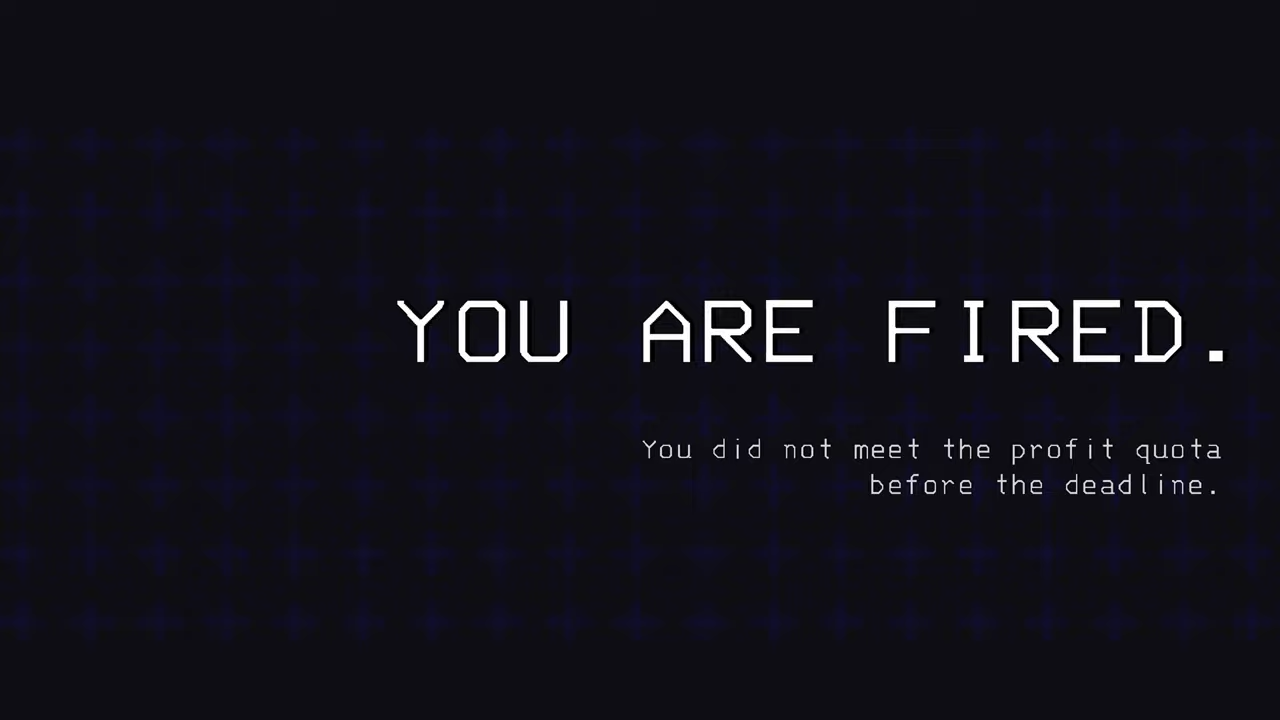 YOU ARE FIRED.
You did not meet the profit quota
before the deadline.